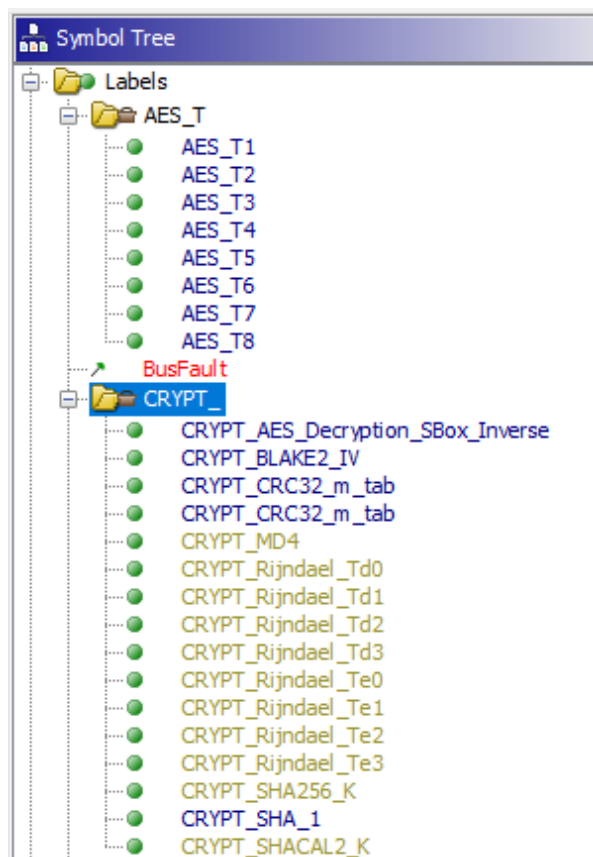 Symbol Tree
Labels
AES_T
AES_T1
AES_T2
AES_T3
AES_T4
AES_T5
AES_T6
AES_T7
AES_T8
BusFault
CRYPT_
CRYPT_AES_Decryption_SBox_Inverse
CRYPT_BLAKE2_IV
CRYPT_CRC32_m_tab
CRYPT_CRC32_m_tab
CRYPT_MD4
CRYPT_Rijndael_Td0
CRYPT_Rijndael_Td1
CRYPT_Rijndael_Td2
CRYPT_Rijndael_Td3
CRYPT_Rijndael_Te0
CRYPT_Rijndael_Te1
CRYPT_Rijndael_Te2
CRYPT_Rijndael_Te3
CRYPT_SHA256_K
CRYPT_SHA_1
CRYPT_SHACAL2_K